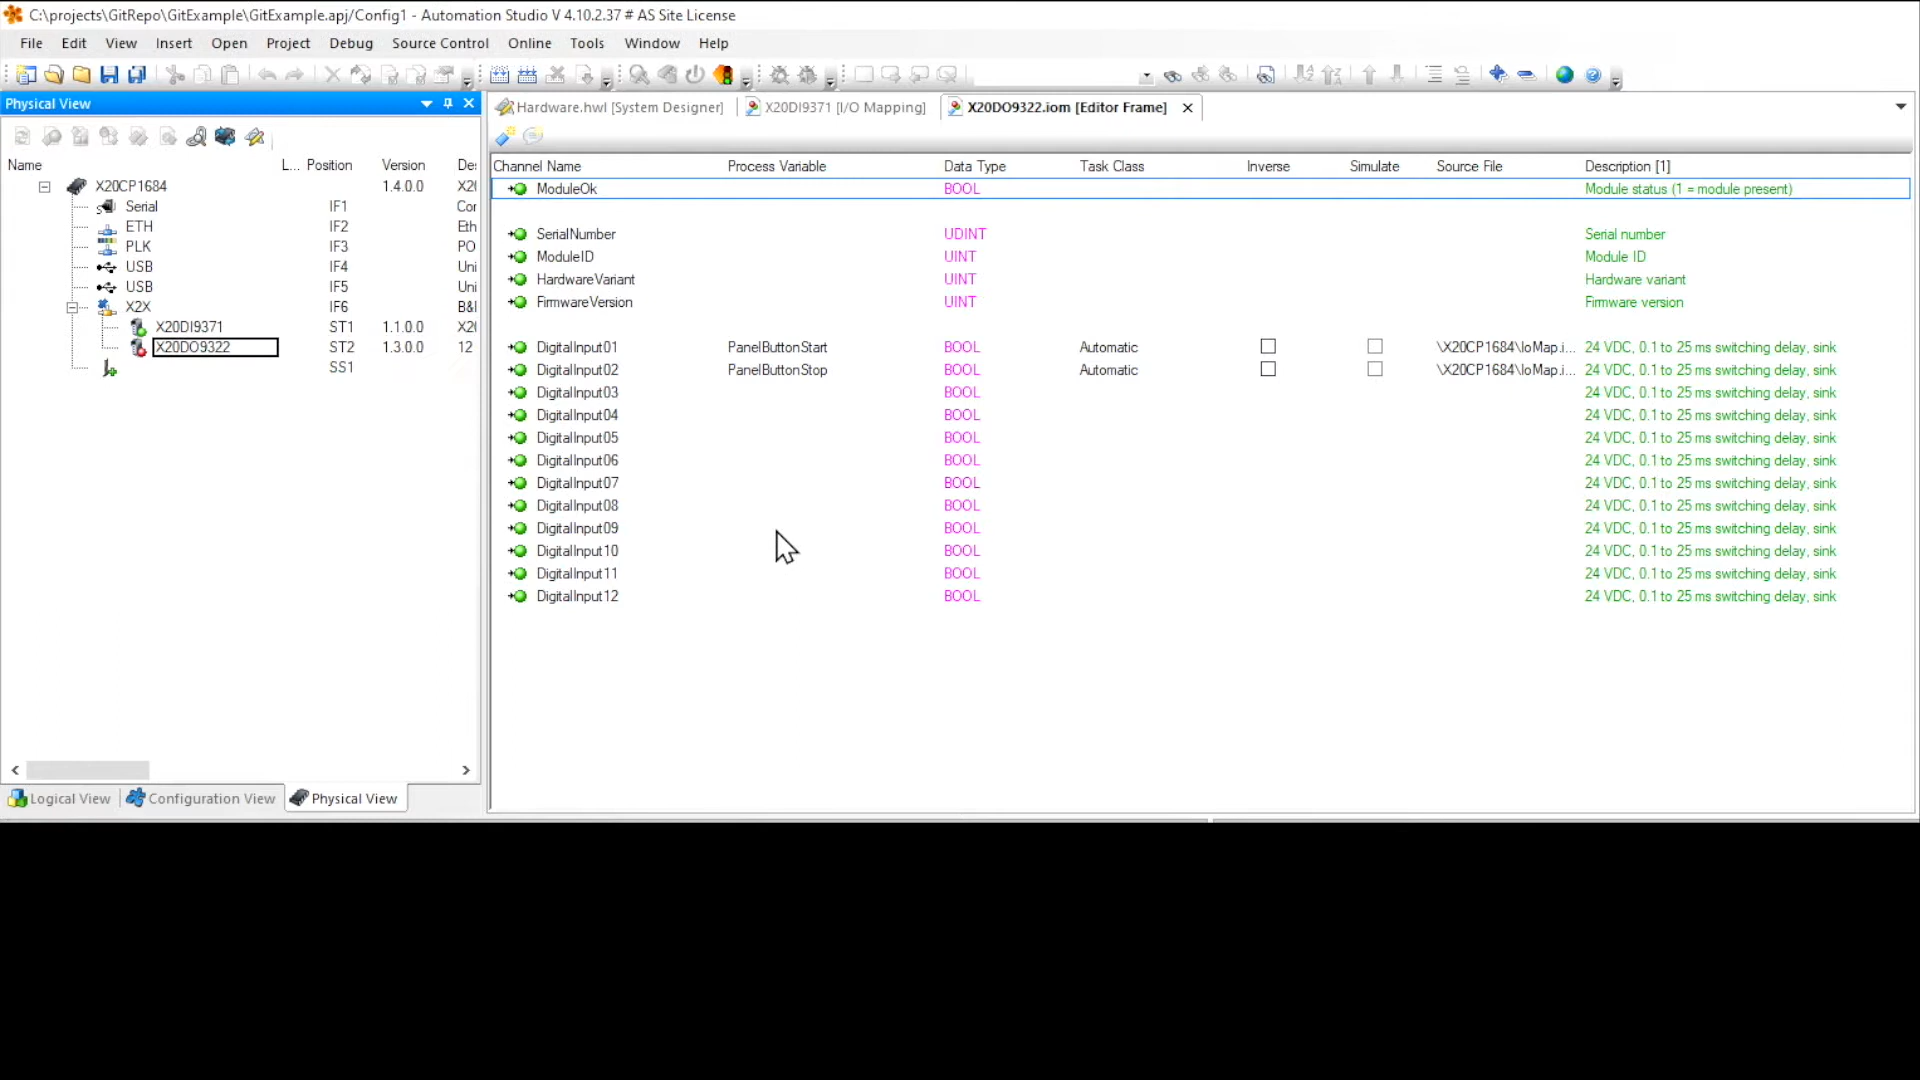 C:\projects\GitRepo\GitExample\GitExample.apj/Config1 - Automation Studio V 4.10.2.37 # AS Site License
File Edit View Insert Open Project Debug Source Control Online Tools Window Help
Physical View
Hardware.hwl [System Designer] X20DI9371 [I/O Mapping] X20DO9322.iom [Editor Frame]
Name L... Position Version Des
X20CP1684 1.4.0.0 X20
Serial IF1 Con
ETH IF2 Eth
PLK IF3 PO
USB IF4 Uni
USB IF5 Uni
X2X IF6 B&I
X20DI9371 ST1 1.1.0.0 X20
X20DO9322 ST2 1.3.0.0 12
SS1
Logical View Configuration View Physical View
Channel Name Process Variable Data Type Task Class Inverse Simulate Source File Description [1]
ModuleOk BOOL Module status (1 = module present)
SerialNumber UDINT Serial number
ModuleID UINT Module ID
HardwareVariant UINT Hardware variant
FirmwareVersion UINT Firmware version
DigitalInput01 PanelButtonStart BOOL Automatic \X20CP1684\IoMap.i... 24 VDC, 0.1 to 25 ms switching delay, sink
DigitalInput02 PanelButtonStop BOOL Automatic \X20CP1684\IoMap.i... 24 VDC, 0.1 to 25 ms switching delay, sink
DigitalInput03 BOOL 24 VDC, 0.1 to 25 ms switching delay, sink
DigitalInput04 BOOL 24 VDC, 0.1 to 25 ms switching delay, sink
DigitalInput05 BOOL 24 VDC, 0.1 to 25 ms switching delay, sink
DigitalInput06 BOOL 24 VDC, 0.1 to 25 ms switching delay, sink
DigitalInput07 BOOL 24 VDC, 0.1 to 25 ms switching delay, sink
DigitalInput08 BOOL 24 VDC, 0.1 to 25 ms switching delay, sink
DigitalInput09 BOOL 24 VDC, 0.1 to 25 ms switching delay, sink
DigitalInput10 BOOL 24 VDC, 0.1 to 25 ms switching delay, sink
DigitalInput11 BOOL 24 VDC, 0.1 to 25 ms switching delay, sink
DigitalInput12 BOOL 24 VDC, 0.1 to 25 ms switching delay, sink